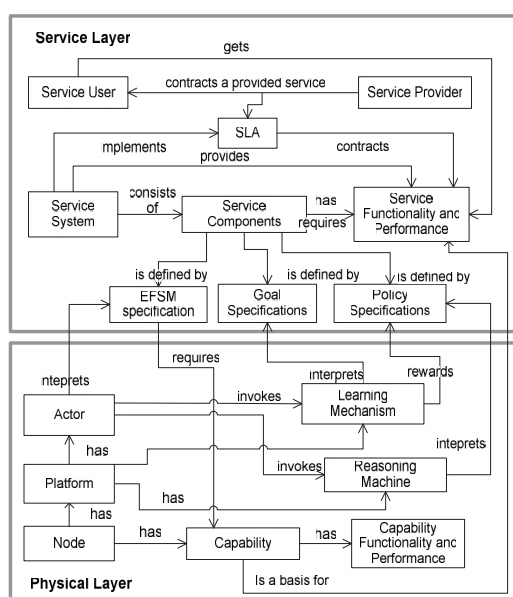 Service Layer
gets
Service User
contracts a provided service
Service Provider
SLA
mplements
provides
contracts
Service
System
consists
of
Service
Components
has
requires
Service
Functionality and
Performance
is defined by
is defined by
is defined by
EFSM
specification
Goal
Specifications
Policy
Specifications
requires
nteprets
interprets
rewards
Actor
invokes
Learning
Mechanism
has
invokes
Reasoning
Machine
inteprets
Platform
has
has
Node
has
Capability
has
Capability
Functionality and
Performance
Physical Layer
Is a basis for